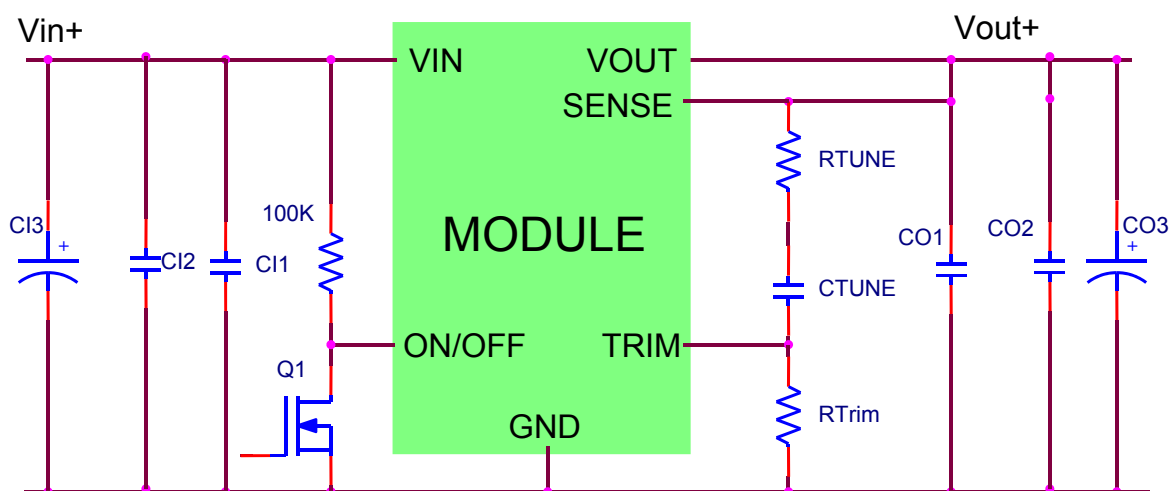 Vin+
Vout+
VIN
VOUT
SENSE
RTUNE
100K
MODULE
CI3
+
CI2
CI1
CO1
CO2
CO3
+
CTUNE
ON/OFF
TRIM
Q1
RTrim
GND